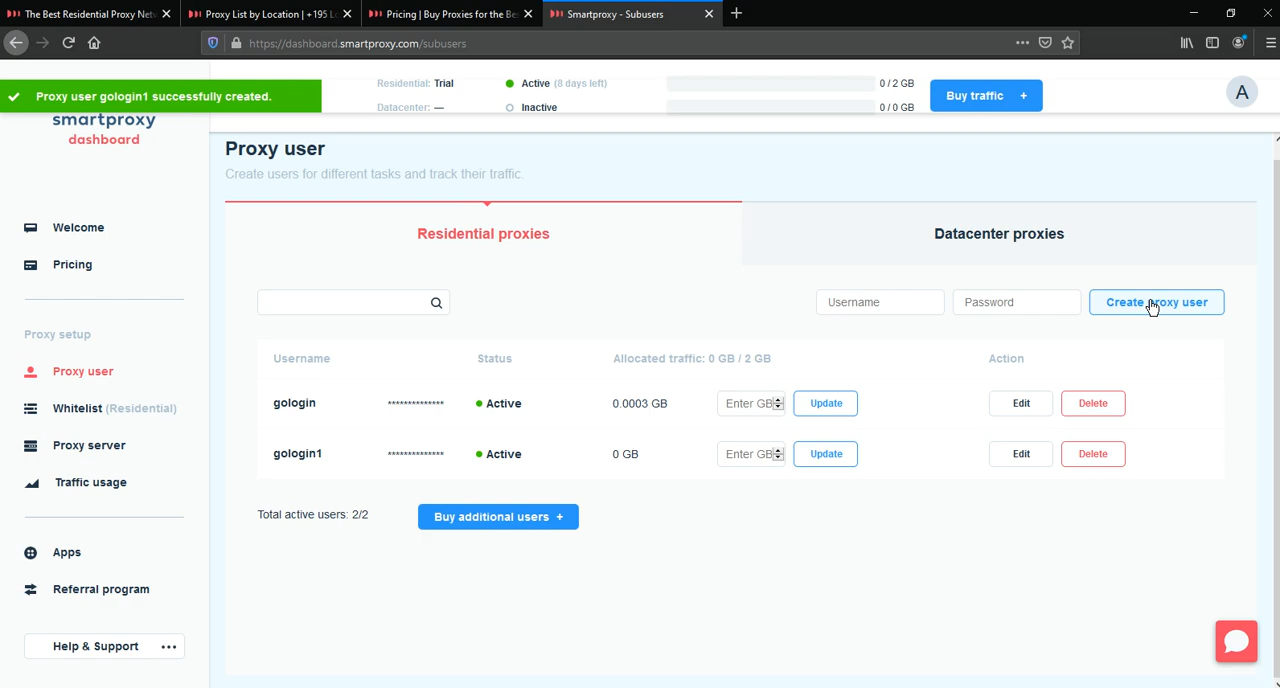 The Best Residential Proxy Net
Proxy List by Location | +195 L
Pricing | Buy Proxies for the Be
Smartproxy - Subusers
https://dashboard.smartproxy.com/subusers
Proxy user gologin1 successfully created.
Residential: Trial
Active (8 days left)
0 / 2 GB
Datacenter: —
Inactive
0 / 0 GB
Buy traffic +
A
smartproxy
dashboard
Welcome
Pricing
Proxy setup
Proxy user
Whitelist (Residential)
Proxy server
Traffic usage
Apps
Referral program
Help & Support
Proxy user
Create users for different tasks and track their traffic.
Residential proxies
Datacenter proxies
Username
Password
Create proxy user
Username Status Allocated traffic: 0 GB / 2 GB Action
gologin ************** Active 0.0003 GB Enter GB Update Edit Delete
gologin1 ************** Active 0 GB Enter GB Update Edit Delete
Total active users: 2/2
Buy additional users +